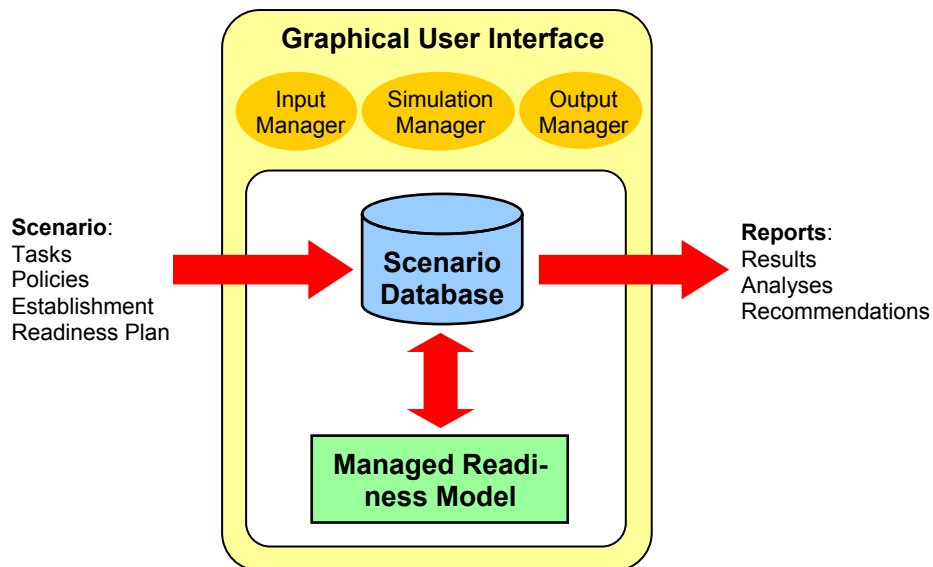 Graphical User Interface
Input
Manager
Simulation
Manager
Output
Manager
Scenario:
Tasks
Policies
Establishment
Readiness Plan
Scenario
Database
Reports:
Results
Analyses
Recommendations
Managed Readi-
ness Model